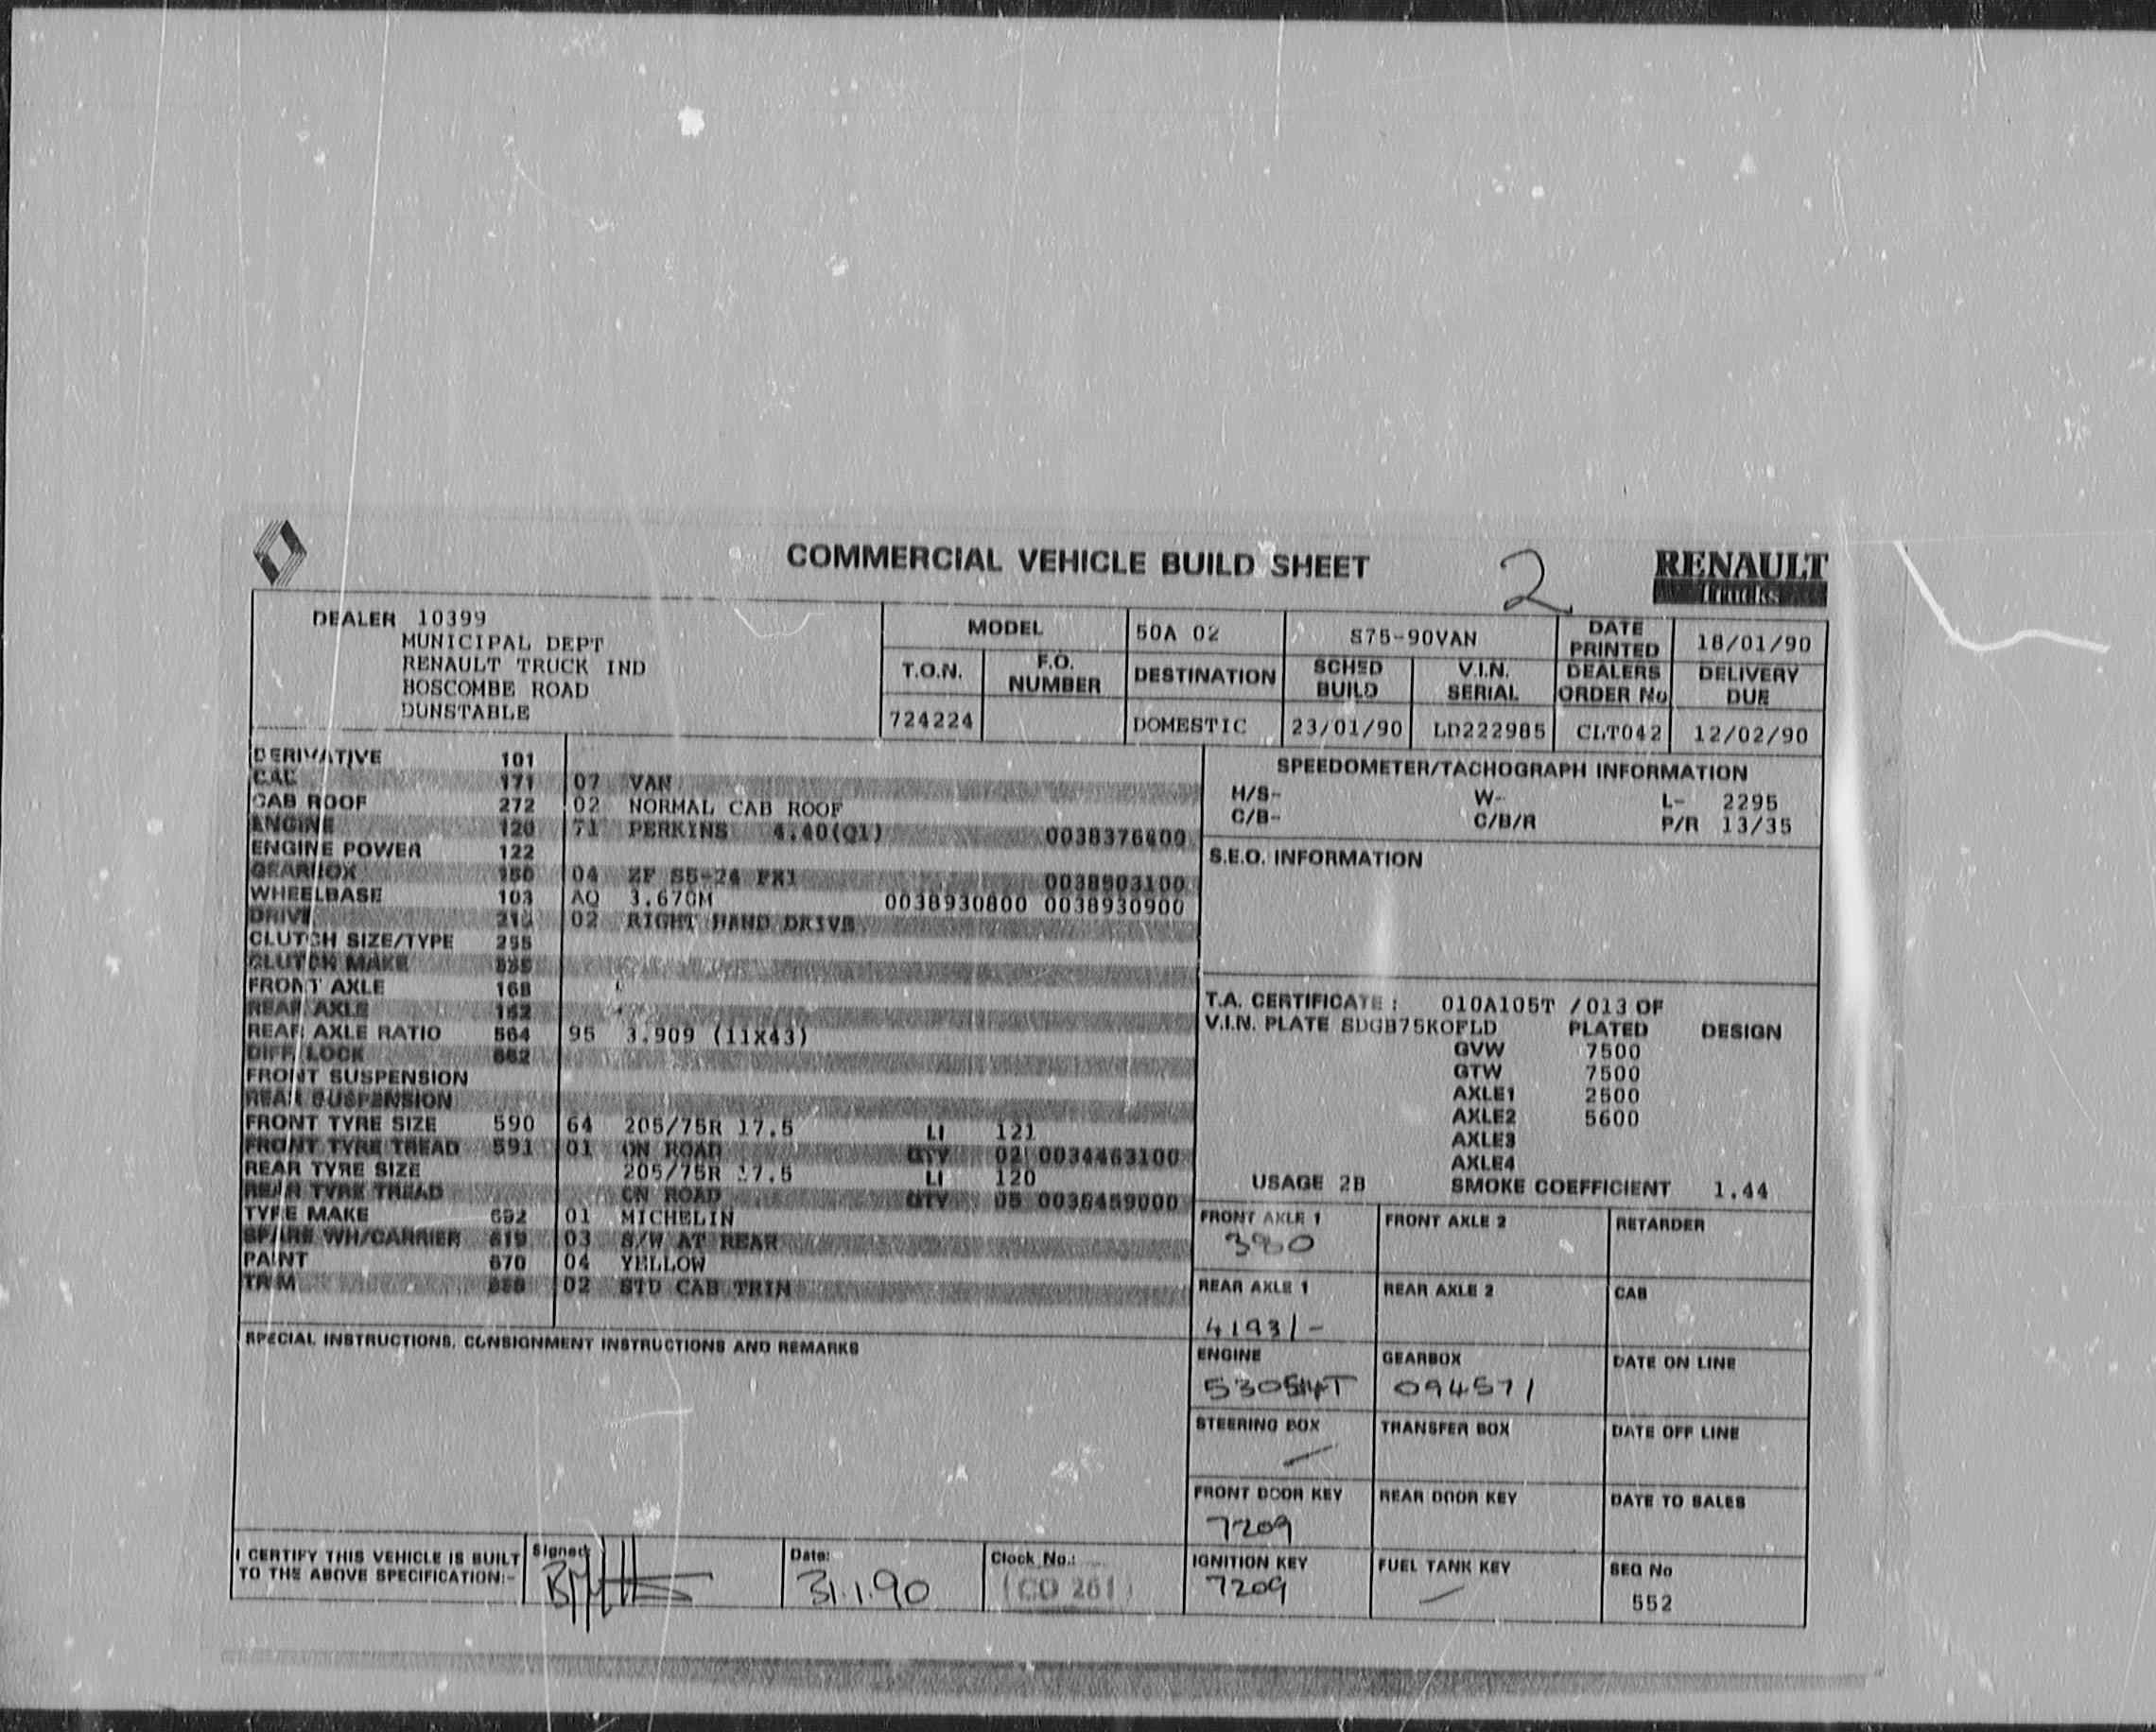 COMMERCIAL VEHICLE BUILD SHEET
2
RENAULT
Trucks
DEALER 10399
MUNICIPAL DEPT
RENAULT TRUCK IND
BOSCOMBE ROAD
DUNSTABLE
MODEL 50A 02 S75-90VAN DATE PRINTED 18/01/90
T.O.N. F.O. NUMBER DESTINATION SCHED BUILD V.I.N. SERIAL DEALERS ORDER No DELIVERY DUE
724224 DOMESTIC 23/01/90 LD222985 CLT042 12/02/90
DERIVATIVE 101
171 07 VAN
CAB ROOF 272 02 NORMAL CAB ROOF
ENGINE 120 71 PERKINS 4.40(Q1) 0038376400
ENGINE POWER 122
GEARBOX 04 ZF S5-24 0038903100
WHEELBASE 103 AQ 3.670M 0038930800 0038930900
DRIVE 02 RIGHT HAND DRIVE
CLUTCH SIZE/TYPE 255
CLUTCH MAKE
FRONT AXLE 168
REAR AXLE 162
REAR AXLE RATIO 564 95 3.909 (11X43)
DIFF LOCK 662
FRONT SUSPENSION
REAR SUSPENSION
FRONT TYRE SIZE 590 64 205/75R 17.5 LI 121
FRONT TYRE TREAD 591 01 ON ROAD QTY 02 0034463100
REAR TYRE SIZE 205/75R 17.5 LI 120
REAR TYRE TREAD ON ROAD QTY 05
TYRE MAKE 692 01 MICHELIN
SPARE WH/CARRIER 619 03 S/W AT REAR
PAINT 670 04 YELLOW
TRIM 02 STD CAB TRIM
SPECIAL INSTRUCTIONS, CONSIGNMENT INSTRUCTIONS AND REMARKS
SPEEDOMETER/TACHOGRAPH INFORMATION
H/S- W- L- 2295
C/B- C/B/R P/R 13/35
S.E.O. INFORMATION
T.A. CERTIFICATE: 010A105T /013 OF
V.I.N. PLATE SDGB75KOFLD PLATED DESIGN
GVW 7500
GTW 7500
AXLE1 2500
AXLE2 5600
AXLE3
AXLE4
USAGE 2B SMOKE COEFFICIENT 1.44
FRONT AXLE 1 FRONT AXLE 2 RETARDER
380
REAR AXLE 1 REAR AXLE 2 CAB
4193/-
ENGINE GEARBOX DATE ON LINE
094571
STEERING BOX TRANSFER BOX DATE OFF LINE
FRONT DOOR KEY REAR DOOR KEY DATE TO SALES
7209
IGNITION KEY FUEL TANK KEY SEQ No
7209 552
I CERTIFY THIS VEHICLE IS BUILT
TO THE ABOVE SPECIFICATION:-
Signed:
Date:
31.1.90
Clock No.:
CO 261